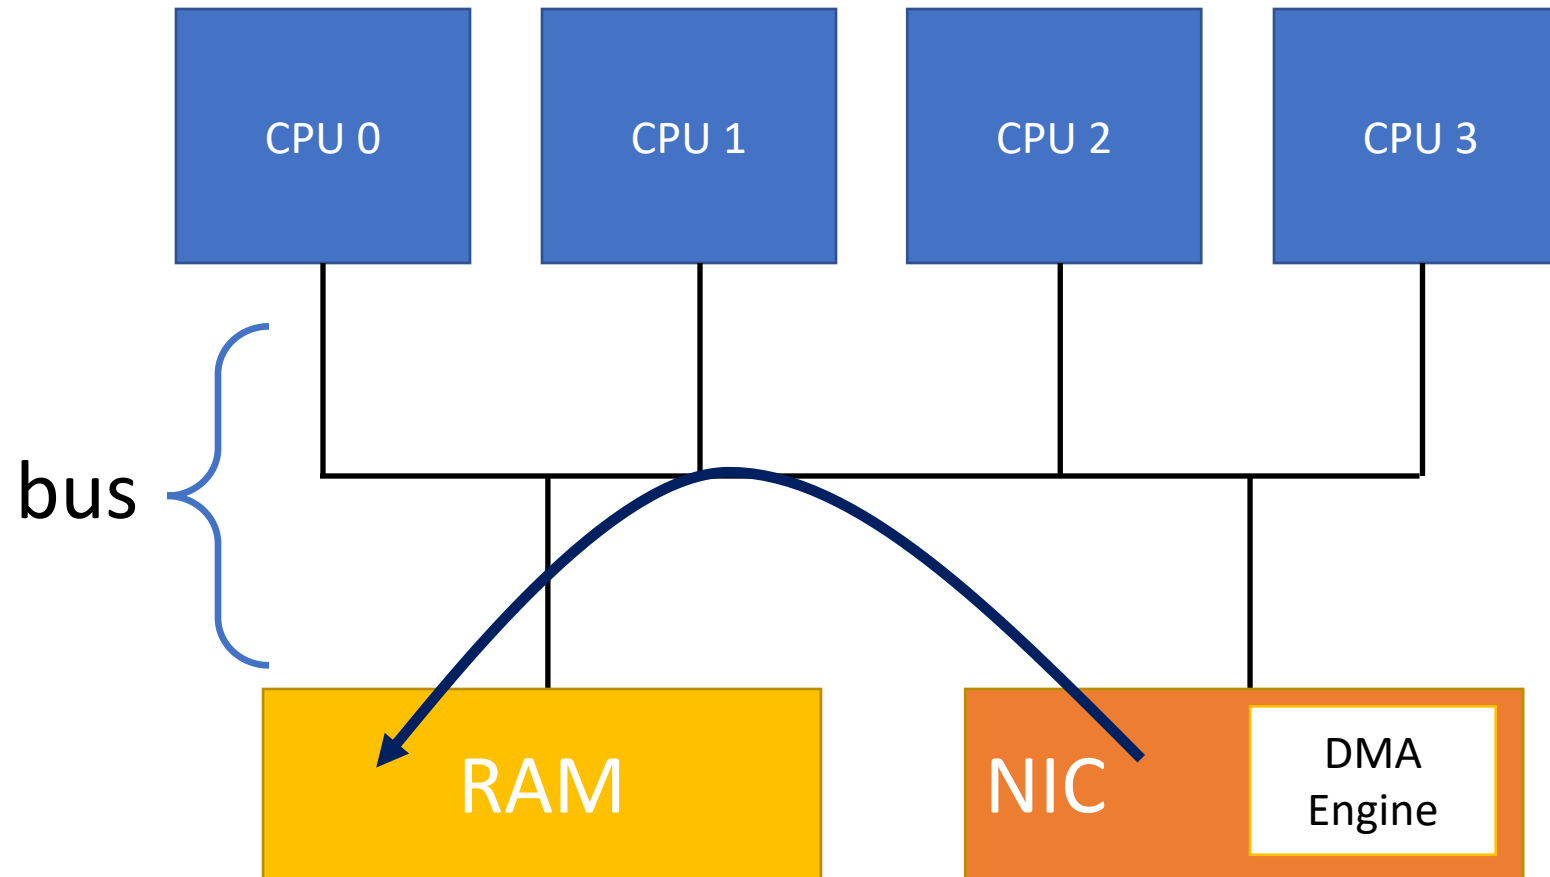 CPU 0
CPU 1
CPU 2
CPU 3
bus
RAM
NIC
DMA
Engine